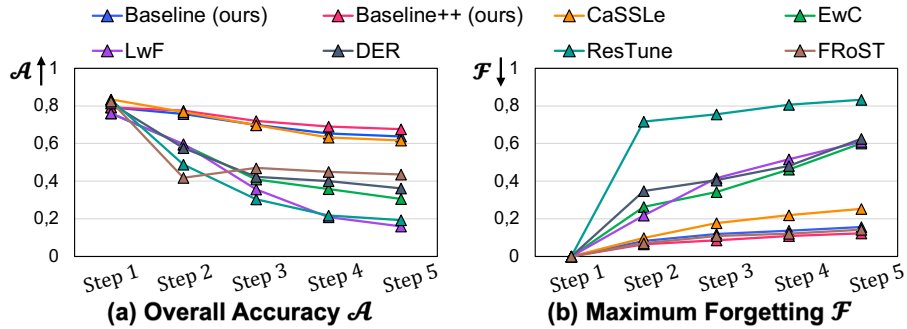 Baseline (ours) Baseline++ (ours) CaSSLe EwC
LwF DER ResTune FRoST
𝓐↑ 1 𝓕↓ 1
0,8 0,8
0,6 0,6
0,4 0,4
0,2 0,2
0 0
Step 1 Step 2 Step 3 Step 4 Step 5 Step 1 Step 2 Step 3 Step 4 Step 5
(a) Overall Accuracy 𝓐 (b) Maximum Forgetting 𝓕